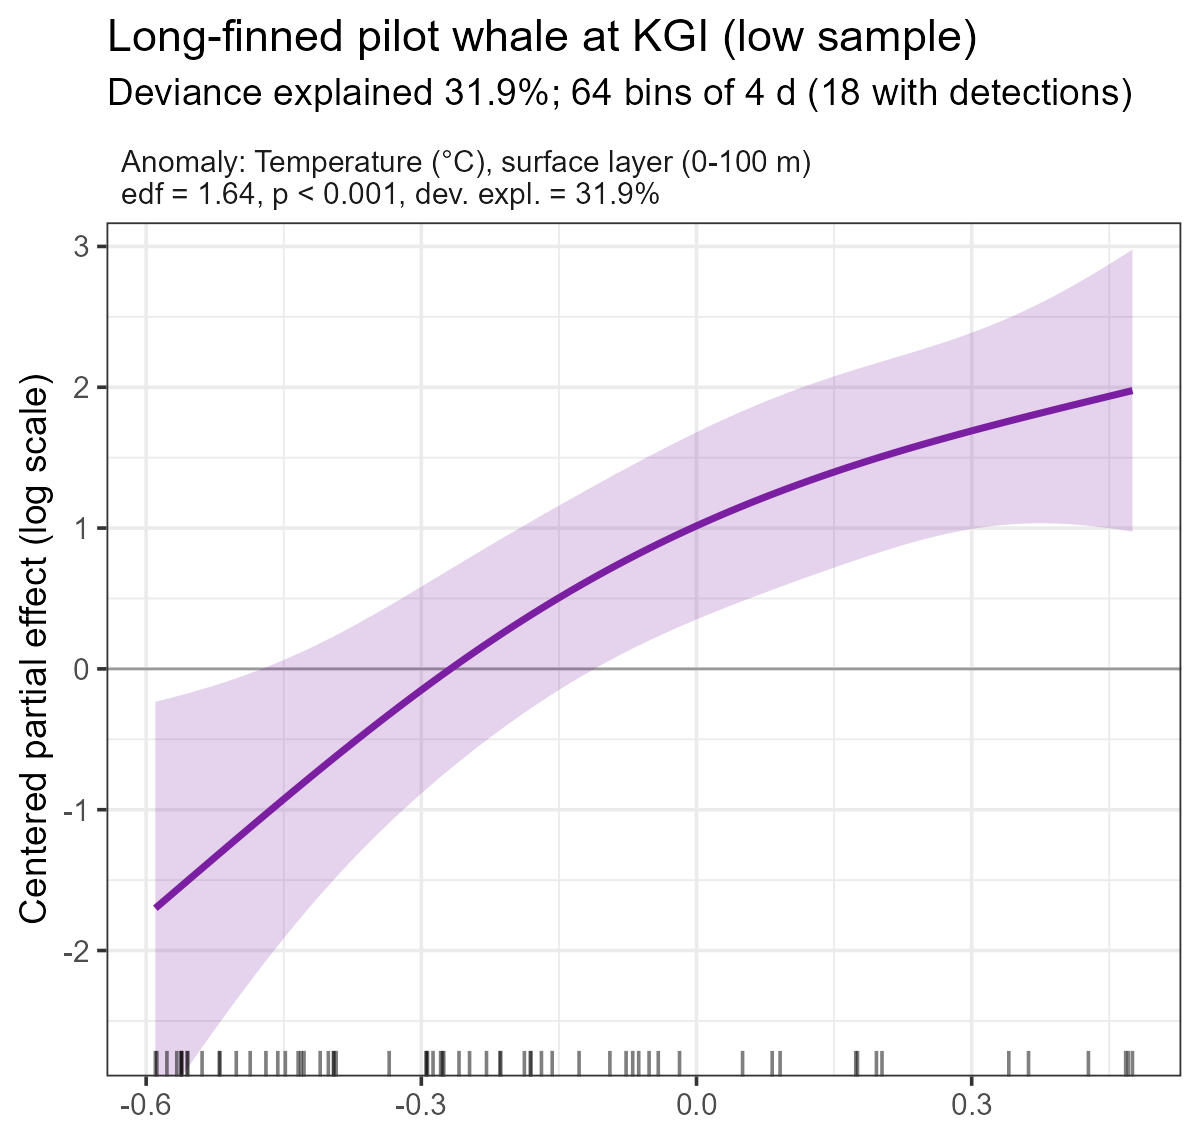 Long-finned pilot whale at KGI (low sample)
Deviance explained 31.9%; 64 bins of 4 d (18 with detections)
Anomaly: Temperature (°C), surface layer (0-100 m)
edf = 1.64, p < 0.001, dev. expl. = 31.9%
Centered partial effect (log scale)
3
2
1
0
-1
-2
-0.6
-0.3
0.0
0.3